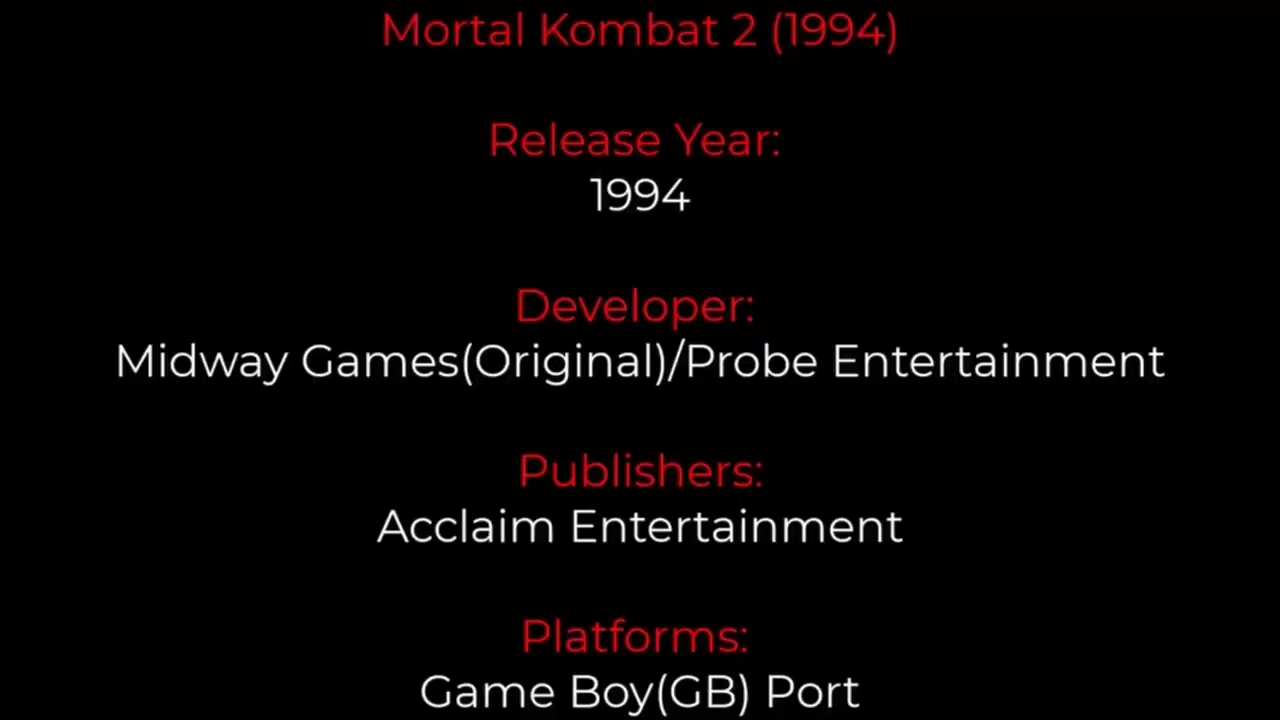 Mortal Kombat 2 (1994)
Release Year:
1994
Developer:
Midway Games(Original)/Probe Entertainment
Publishers:
Acclaim Entertainment
Platforms:
Game Boy(GB) Port